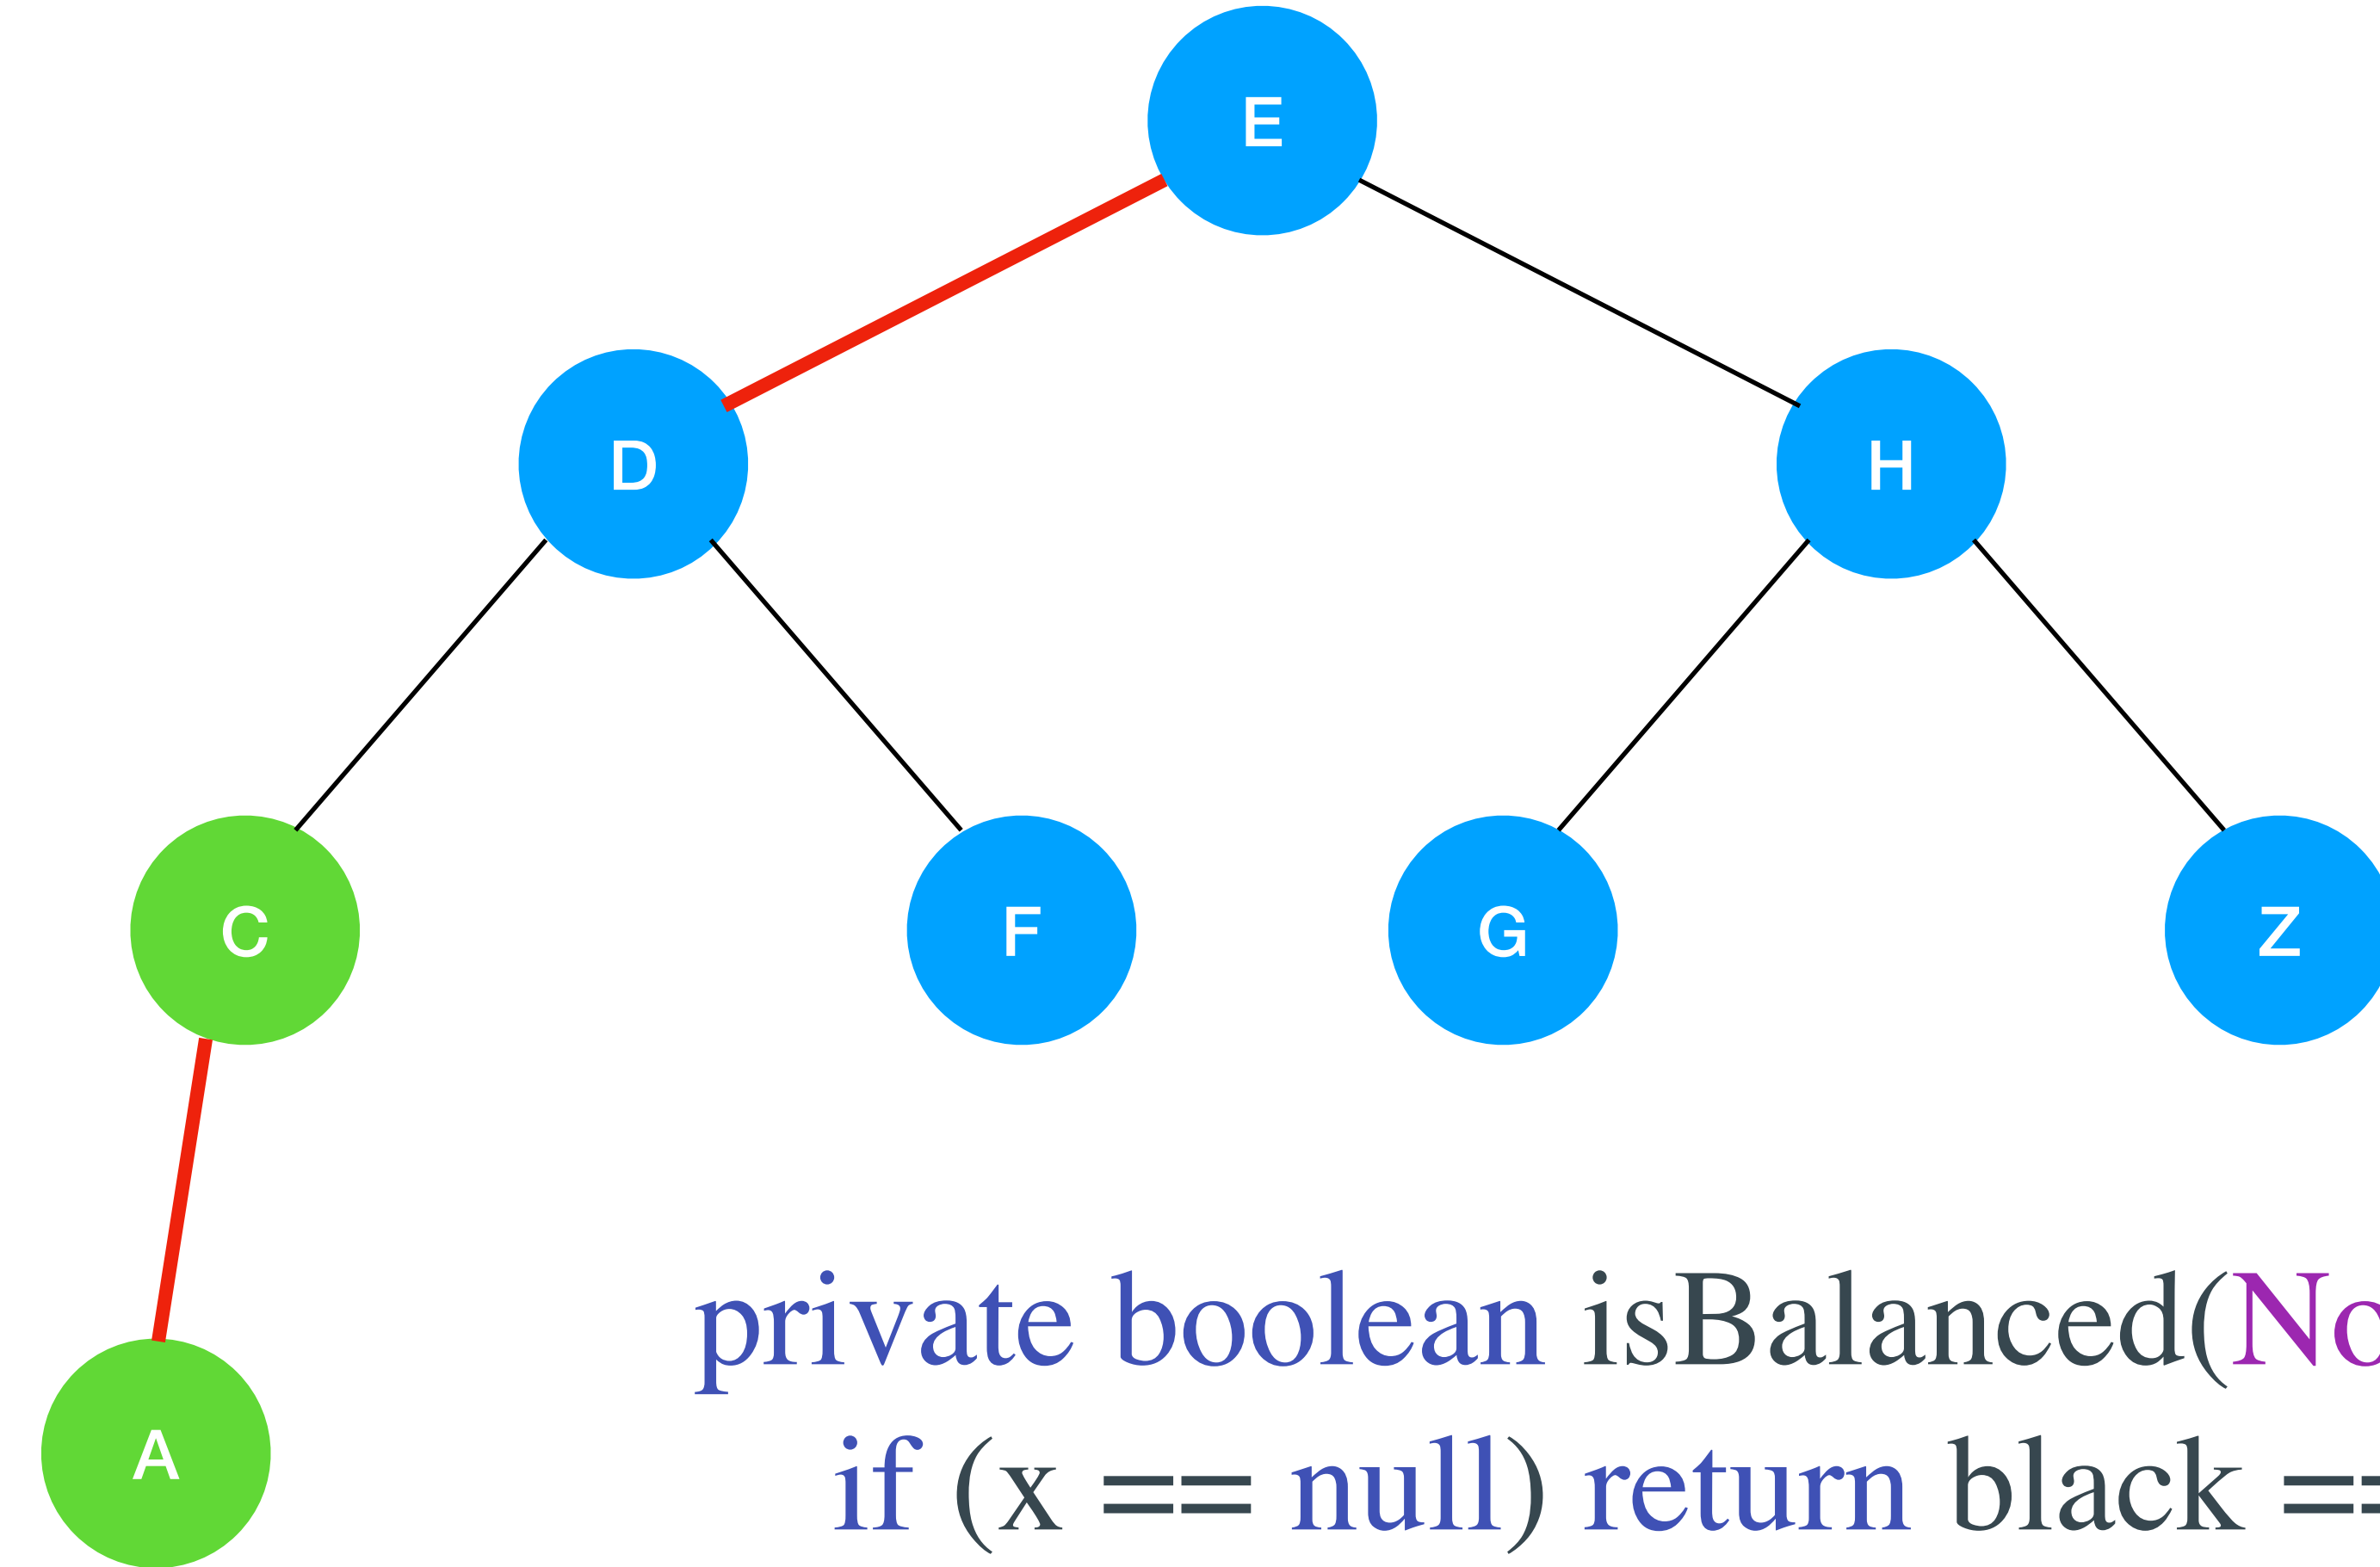 E
D H
C F G Z
private boolean isBalanced(No
A
if (x == null) return black ==